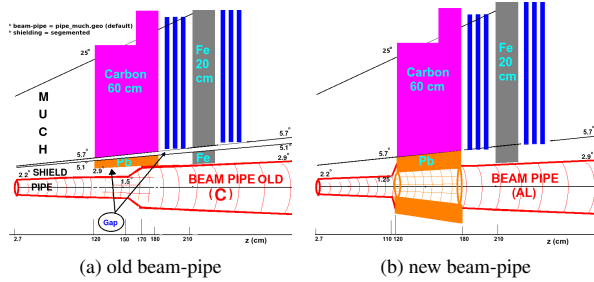 * beam-pipe = pipe_much.geo (default)
* shielding = segemented
25°
Carbon
60 cm
Fe
20
cm
M
U
C
H
5.7°
5.1°
5.7°
5.1°
2.9°
2.9°
2.2°
SHIELD
PIPE
Pb
Fe
1.5
BEAM PIPE OLD
(C)
Gap
2.7
120
150
170
180
210
z (cm)
(a) old beam-pipe
25°
Carbon
60 cm
Fe
20
cm
5.7°
5.7°
2.9°
2.2°
Pb
1.25
BEAM PIPE
(AL)
2.7
110
120
180
210
z (cm)
(b) new beam-pipe